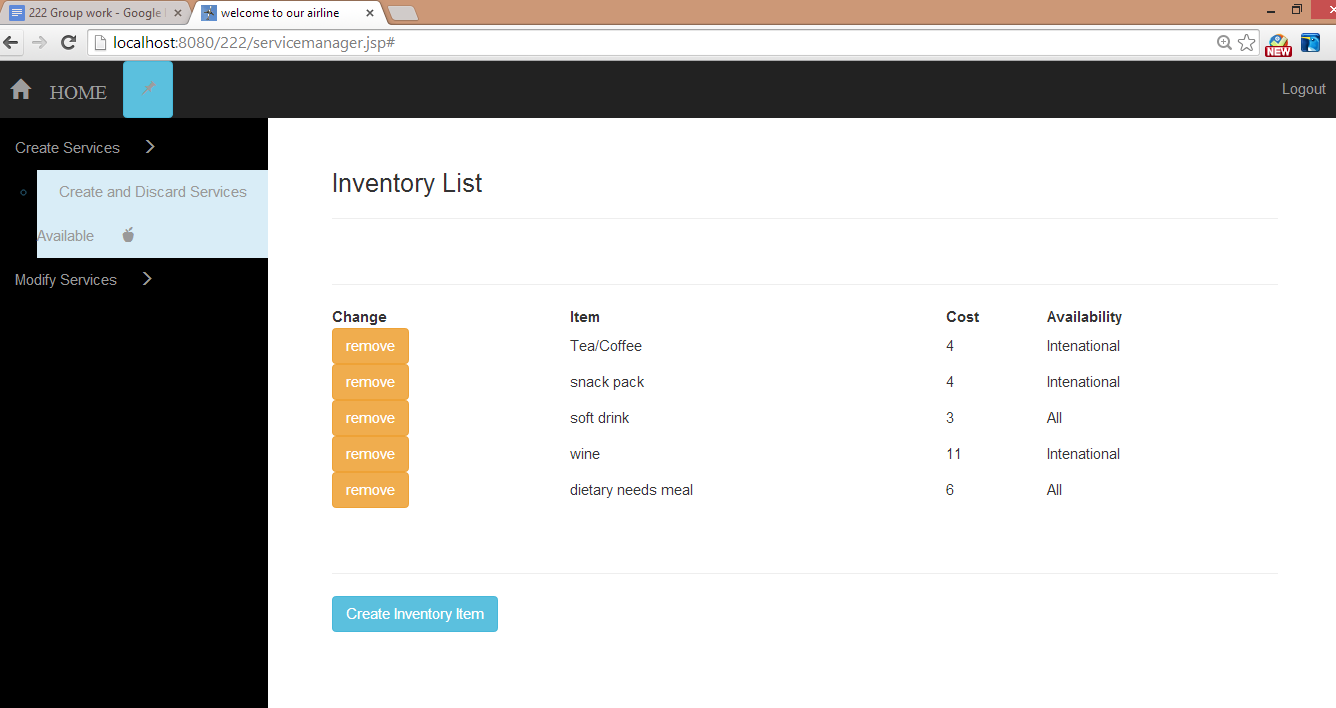 222 Group work - Google
welcome to our airline
localhost:8080/222/servicemanager.jsp#
NEW
HOME
Logout
Create Services
Create and Discard Services
Available
Modify Services
Inventory List
Change Item Cost Availability
remove Tea/Coffee 4 Intenational
remove snack pack 4 Intenational
remove soft drink 3 All
remove wine 11 Intenational
remove dietary needs meal 6 All
Create Inventory Item